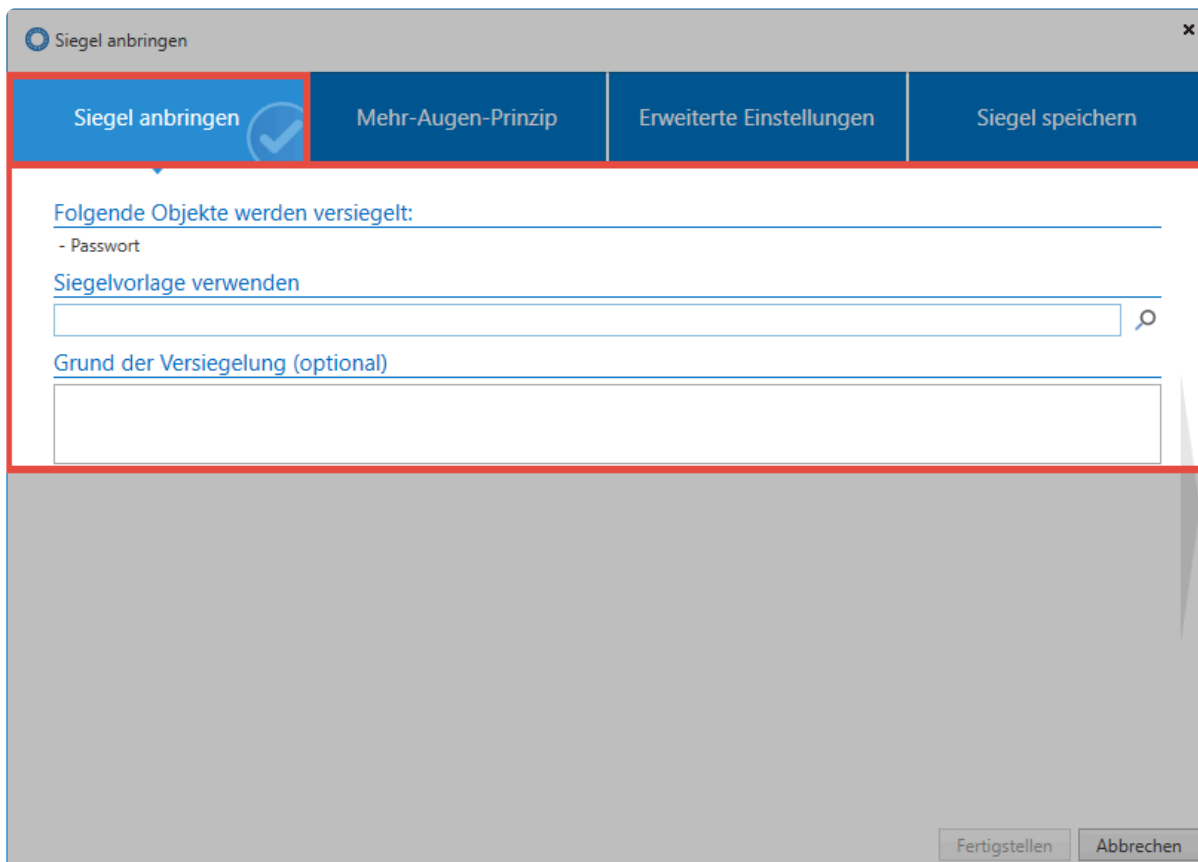 Siegel anbringen
Siegel anbringen Mehr-Augen-Prinzip Erweiterte Einstellungen Siegel speichern
Folgende Objekte werden versiegelt:
- Passwort
Siegelvorlage verwenden
Grund der Versiegelung (optional)
Fertigstellen Abbrechen